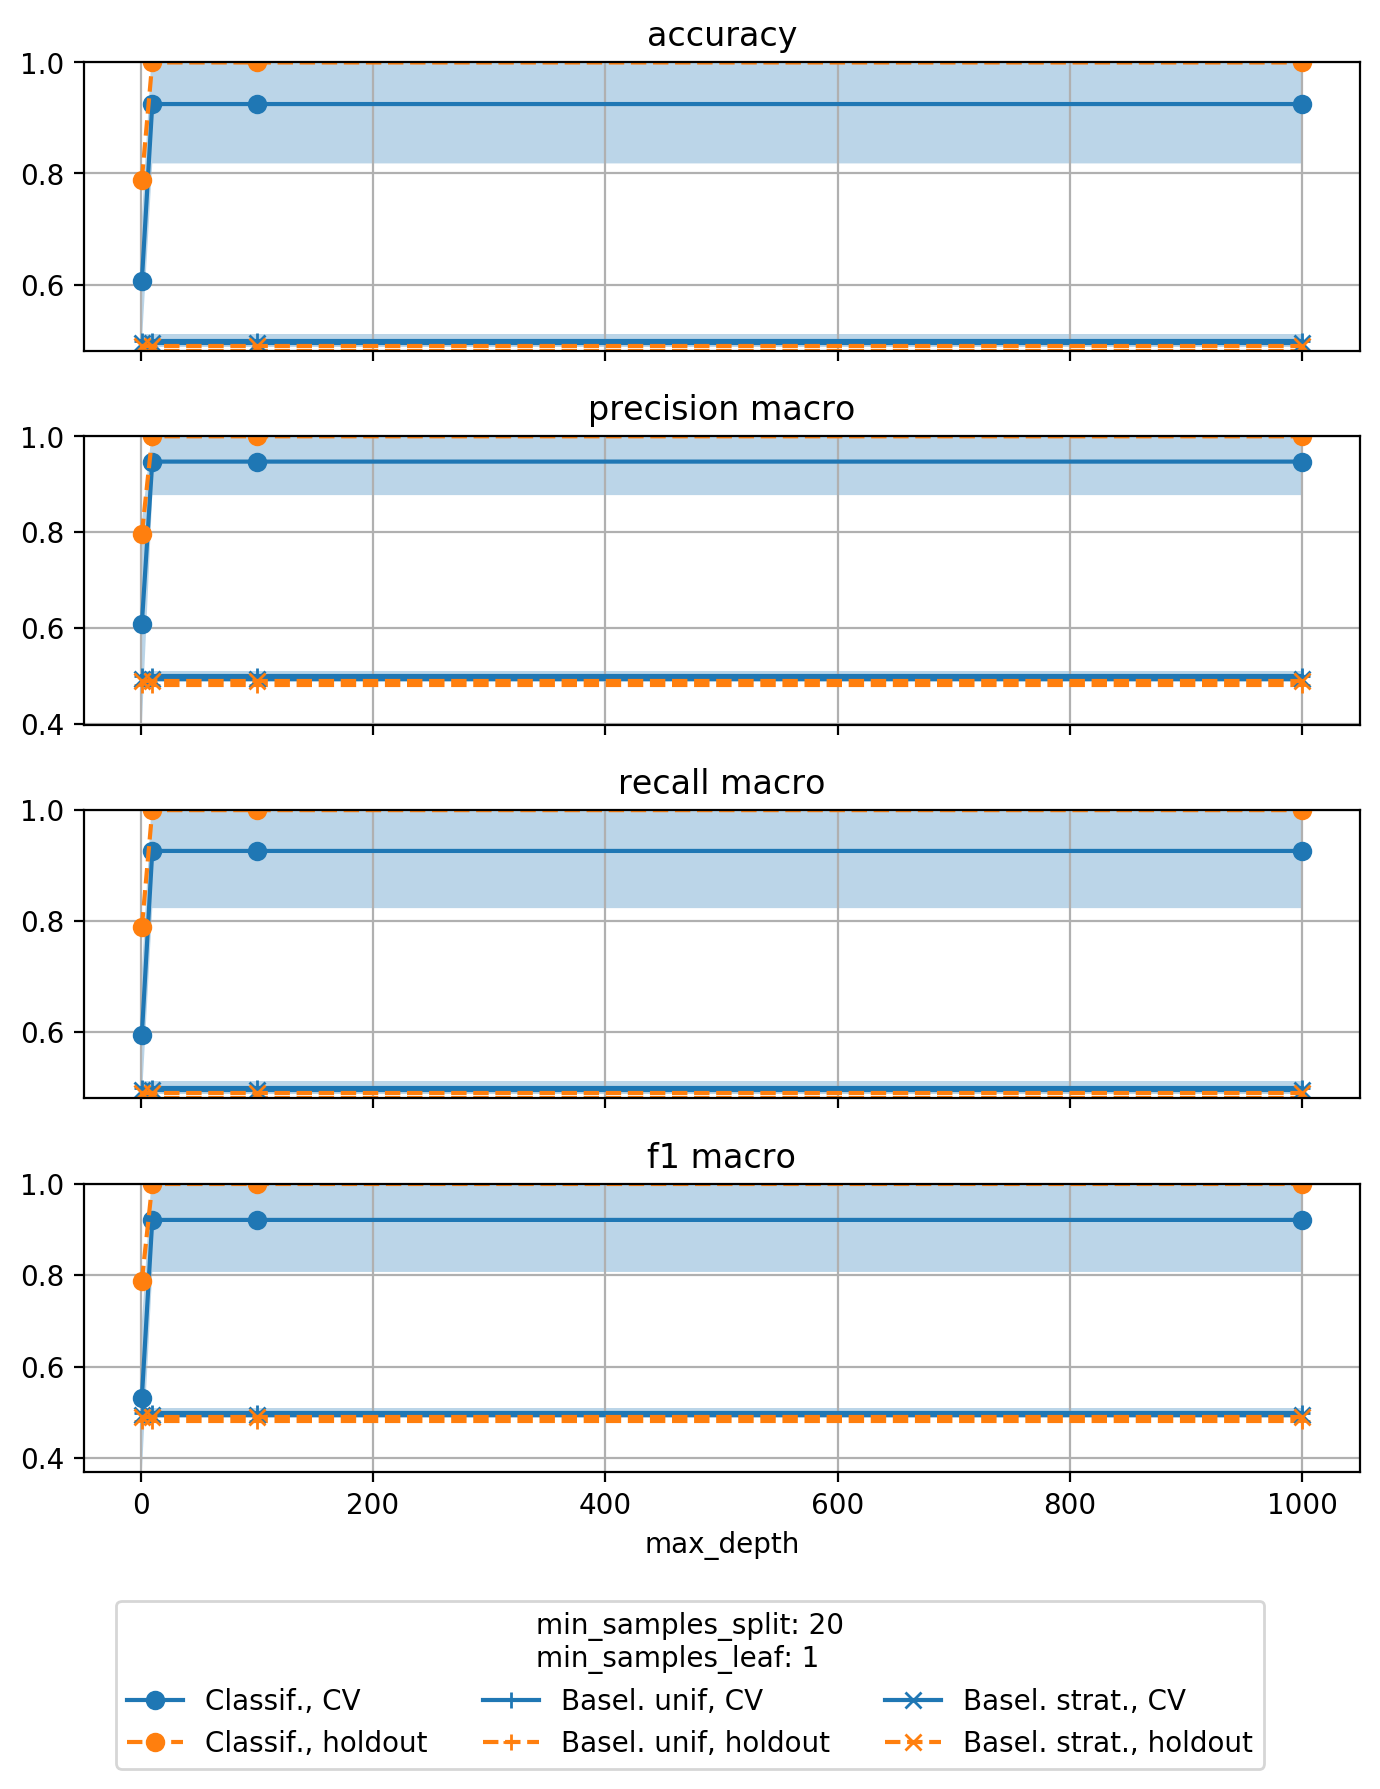 accuracy
1.0
0.8
0.6
precision macro
1.0
0.8
0.6
0.4
recall macro
1.0
0.8
0.6
f1 macro
1.0
0.8
0.6
0.4
0 200 400 600 800 1000
max_depth
min_samples_split: 20
min_samples_leaf: 1
Classif., CV Basel. unif, CV Basel. strat., CV
Classif., holdout Basel. unif, holdout Basel. strat., holdout